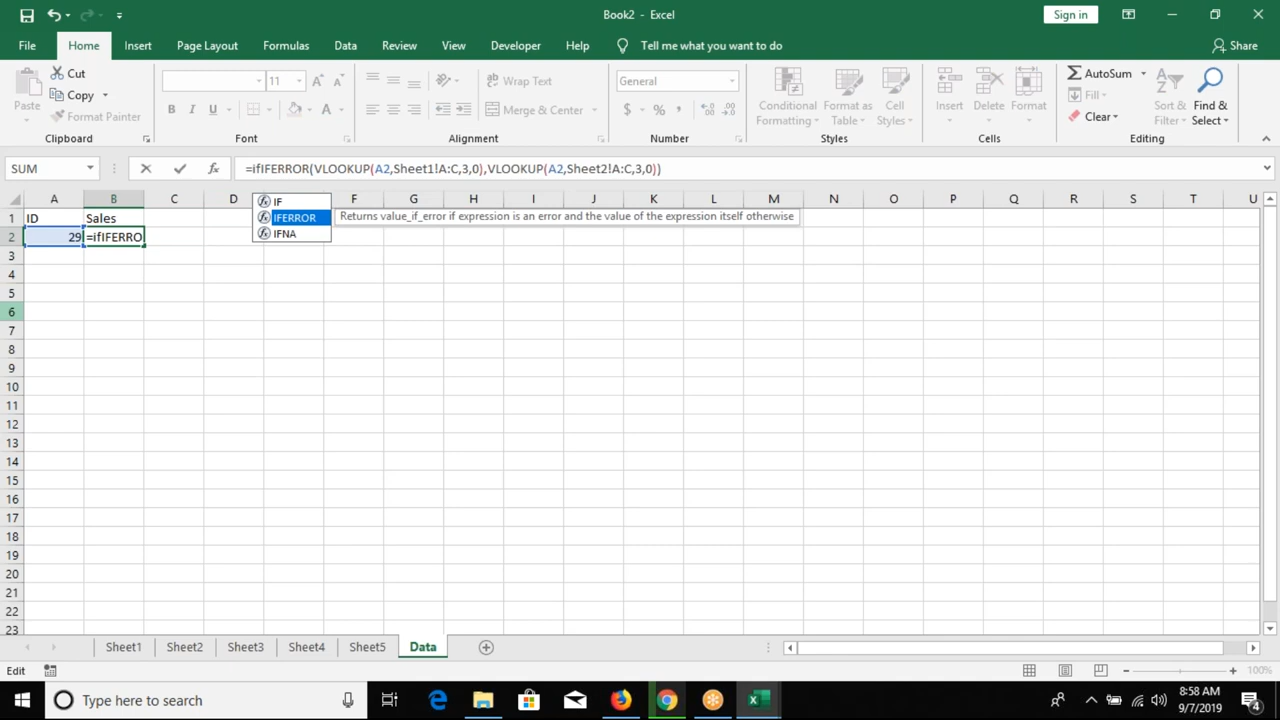 Book2 - Excel
Sign in
File Home Insert Page Layout Formulas Data Review View Developer Help Tell me what you want to do Share
Paste
Cut
Copy
Format Painter
Clipboard
11
Font
Wrap Text
Merge & Center
Alignment
General
Number
Conditional Formatting
Format as Table
Cell Styles
Styles
Insert
Delete
Format
Cells
AutoSum
Fill
Clear
Sort & Filter
Find & Select
Editing
SUM
=ifIFERROR(VLOOKUP(A2,Sheet1!A:C,3,0),VLOOKUP(A2,Sheet2!A:C,3,0))
A B C D F G H I J K L M N O P Q R S T U
IF
IFERROR
IFNA
Returns value_if_error if expression is an error and the value of the expression itself otherwise
1 ID Sales
2 29 =ifIFERRO
3
4
5
6
7
8
9
10
11
12
13
14
15
16
17
18
19
20
21
22
23
Sheet1 Sheet2 Sheet3 Sheet4 Sheet5 Data
Edit
100%
Type here to search
8:58 AM
9/7/2019
4